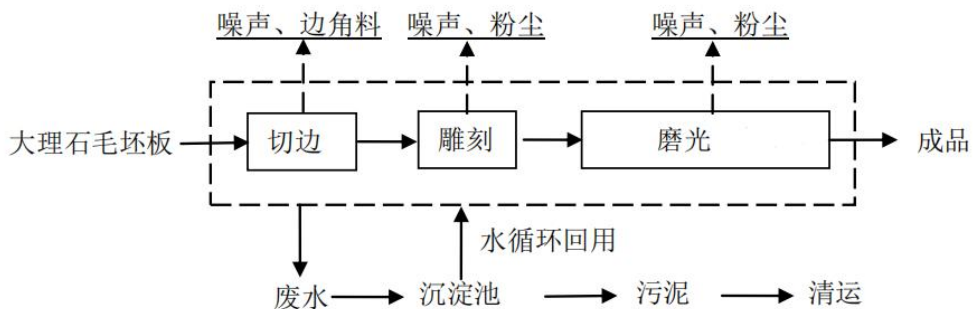 噪声、边角料
噪声、粉尘
噪声、粉尘
大理石毛坯板
切边
雕刻
磨光
成品
水循环回用
废水
沉淀池
污泥
清运